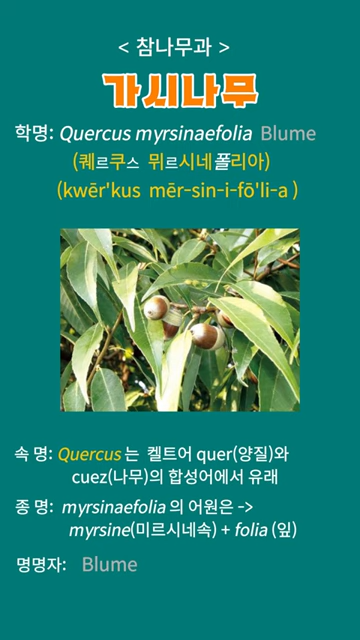 < 참나무과 >
가시나무
학명: Quercus myrsinaefolia Blume
(퀘르쿠스 뮈르시네폴리아)
(kwēr'kus mēr-sin-i-fō'li-a )
속 명: Quercus 는 켈트어 quer(양질)와
cuez(나무)의 합성어에서 유래
종 명: myrsinaefolia 의 어원은 ->
myrsine(미르시네속) + folia (잎)
명명자: Blume